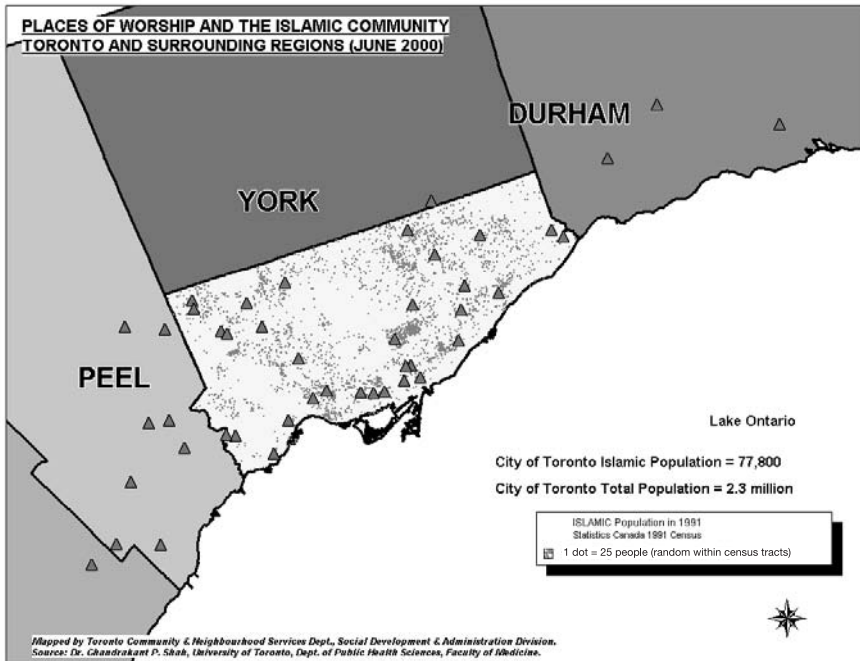 PLACES OF WORSHIP AND THE ISLAMIC COMMUNITY
TORONTO AND SURROUNDING REGIONS (JUNE 2000)
DURHAM
YORK
PEEL
Lake Ontario
City of Toronto Islamic Population = 77,800
City of Toronto Total Population = 2.3 million
ISLAMIC Population in 1991
Statistics Canada 1991 Census
1 dot = 25 people (random within census tracts)
Mapped by Toronto Community & Neighbourhood Services Dept., Social Development & Administration Division.
Source: Dr. Chandrakant P. Shah, University of Toronto, Dept. of Public Health Sciences, Faculty of Medicine.